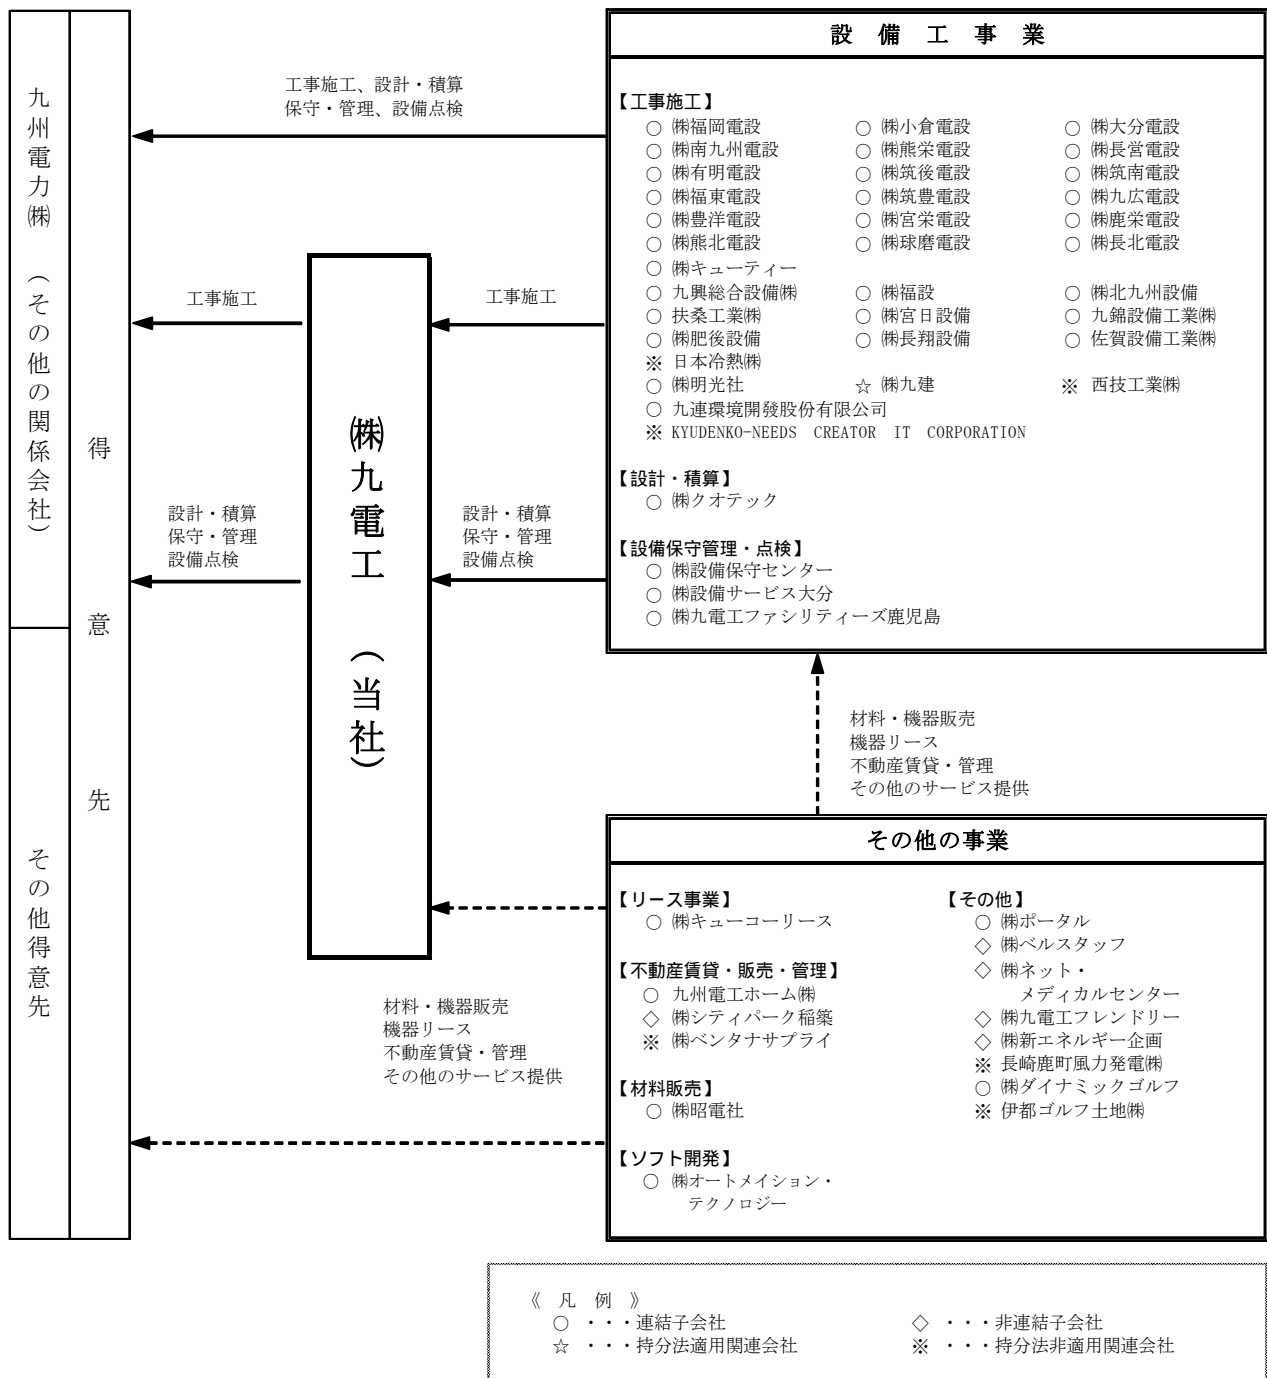 九州電力㈱　（その他の関係会社）
その他得意先
得意先
工事施工、設計・積算
保守・管理、設備点検
工事施工
設計・積算
保守・管理
設備点検
㈱九電工　（当社）
工事施工
設計・積算
保守・管理
設備点検
材料・機器販売
機器リース
不動産賃貸・管理
その他のサービス提供
設　備　工　事　業
【工事施工】
○ ㈱福岡電設　○ ㈱小倉電設　○ ㈱大分電設
○ ㈱南九州電設　○ ㈱熊栄電設　○ ㈱長営電設
○ ㈱有明電設　○ ㈱筑後電設　○ ㈱筑南電設
○ ㈱福東電設　○ ㈱筑豊電設　○ ㈱九広電設
○ ㈱豊洋電設　○ ㈱宮栄電設　○ ㈱鹿栄電設
○ ㈱熊北電設　○ ㈱球磨電設　○ ㈱長北電設
○ ㈱キューティー
○ 九興総合設備㈱　○ ㈱福設　○ ㈱北九州設備
○ 扶桑工業㈱　○ ㈱宮日設備　○ 九錦設備工業㈱
○ ㈱肥後設備　○ ㈱長翔設備　○ 佐賀設備工業㈱
※ 日本冷熱㈱
○ ㈱明光社　☆ ㈱九建　※ 西技工業㈱
○ 九連環境開發股份有限公司
※ KYUDENKO-NEEDS CREATOR IT CORPORATION
【設計・積算】
○ ㈱クオテック
【設備保守管理・点検】
○ ㈱設備保守センター
○ ㈱設備サービス大分
○ ㈱九電工ファシリティーズ鹿児島
材料・機器販売
機器リース
不動産賃貸・管理
その他のサービス提供
その他の事業
【リース事業】
○ ㈱キューコーリース
【不動産賃貸・販売・管理】
○ 九州電工ホーム㈱
◇ ㈱シティパーク稲築
※ ㈱ベンタナサプライ
【材料販売】
○ ㈱昭電社
【ソフト開発】
○ ㈱オートメイション・
テクノロジー
【その他】
○ ㈱ポータル
◇ ㈱ベルスタッフ
◇ ㈱ネット・
メディカルセンター
◇ ㈱九電工フレンドリー
◇ ㈱新エネルギー企画
※ 長崎鹿町風力発電㈱
○ ㈱ダイナミックゴルフ
※ 伊都ゴルフ土地㈱
《　凡　例　》
○ ・・・連結子会社　◇ ・・・非連結子会社
☆ ・・・持分法適用関連会社　※ ・・・持分法非適用関連会社